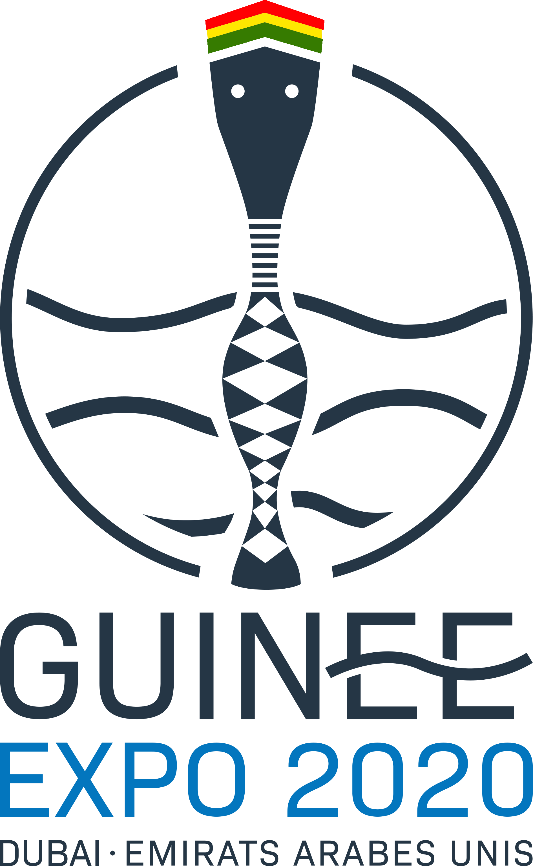 GUINEE
EXPO 2020
DUBAI · EMIRATS ARABES UNIS